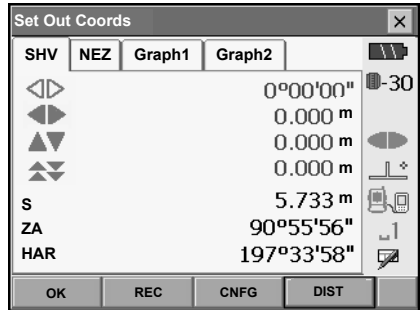 Set Out Coords
SHV NEZ Graph1 Graph2
0°00'00"
-30
0.000 m
0.000 m
0.000 m
S 5.733 m
ZA 90°55'56"
1
HAR 197°33'58"
OK REC CNFG DIST